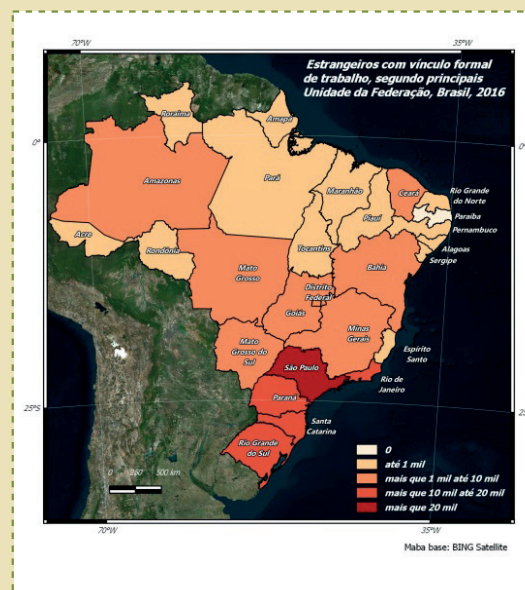 70°W
35°W
Estrangeiros com vínculo formal
de trabalho, segundo principais
Unidade da Federação, Brasil, 2016
Roraima
Amapá
0°
0°
Amazonas
Pará
Maranhão
Ceará
Rio Grande
do Norte
Paraíba
Piauí
Pernambuco
Acre
Tocantins
Alagoas
Rondônia
Sergipe
Mato
Grosso
Bahia
Distrito
Federal
Goiás
Minas
Gerais
Mato
Grosso do
Sul
Espírito
Santo
São Paulo
Rio de
Janeiro
Paraná
25°S
Santa
Catarina
Rio Grande
do Sul
0
até 1 mil
mais que 1 mil até 10 mil
mais que 10 mil até 20 mil
mais que 20 mil
0 260 500 km
70°W
35°W
Maba base: BING Satellite